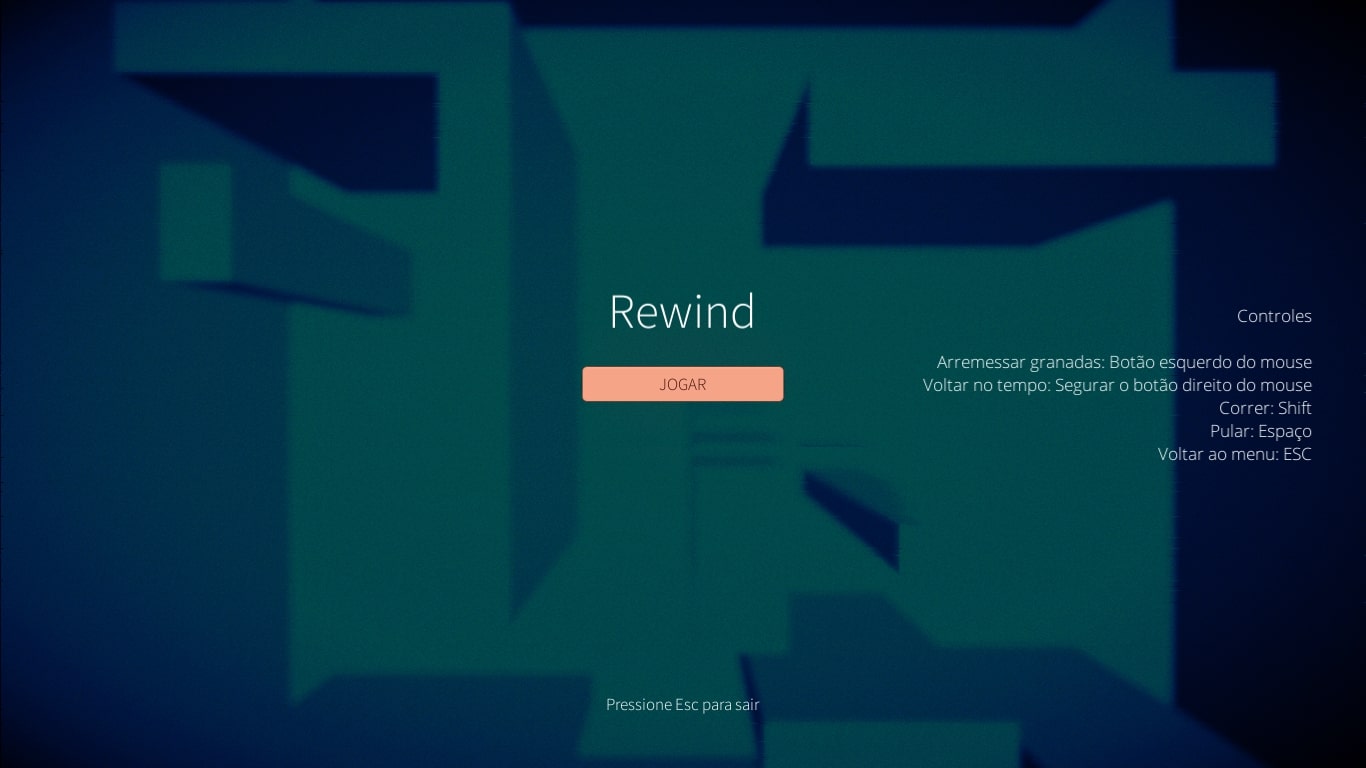 Rewind
JOGAR
Controles
Arremessar granadas: Botão esquerdo do mouse
Voltar no tempo: Segurar o botão direito do mouse
Correr: Shift
Pular: Espaço
Voltar ao menu: ESC
Pressione Esc para sair